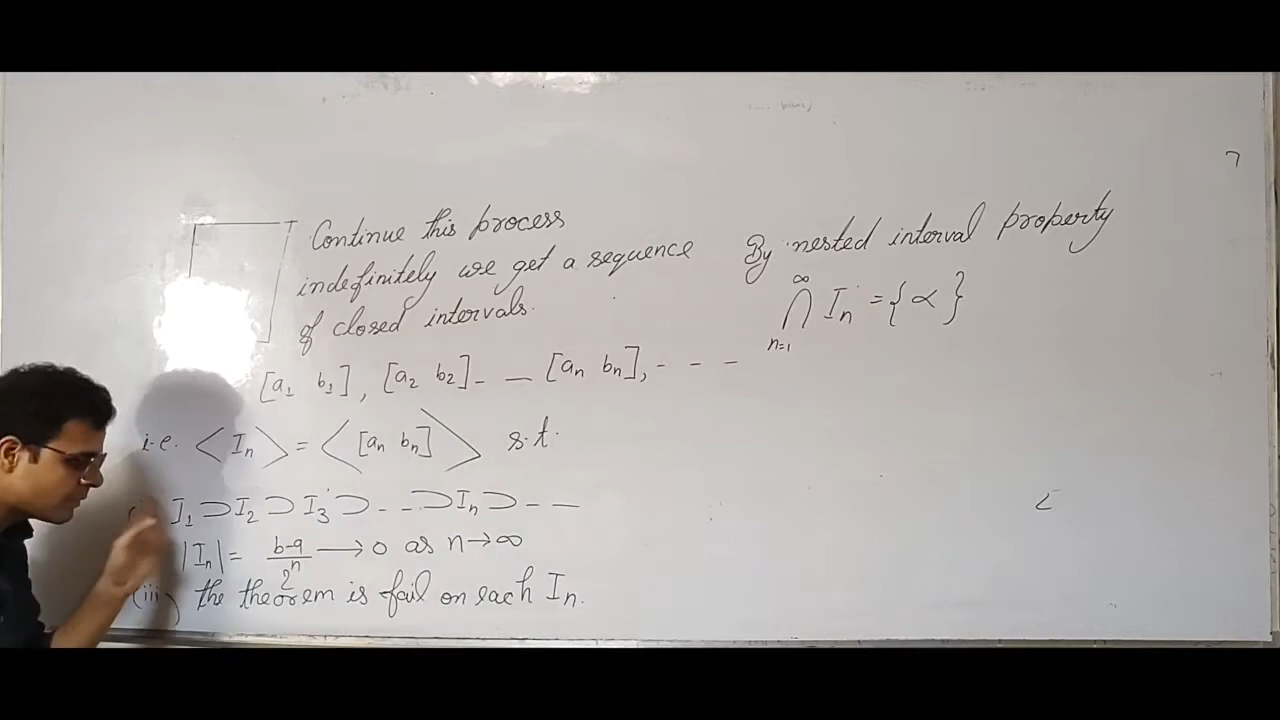 Continue this process
indefinitely we get a sequence
of closed intervals.
[a₁ b₁], [a₂ b₂]- — [aₙ bₙ], - - -
i.e. <Iₙ> = <[aₙ bₙ]> s.t.
I₁ ⊃ I₂ ⊃ I₃ ⊃ - - ⊃ Iₙ ⊃ - -
|Iₙ| = b-a/2ⁿ → 0 as n → ∞
(iii) the theorem is fail on each Iₙ.
By nested interval property
∞
⋂ Iₙ = {α}
n=1